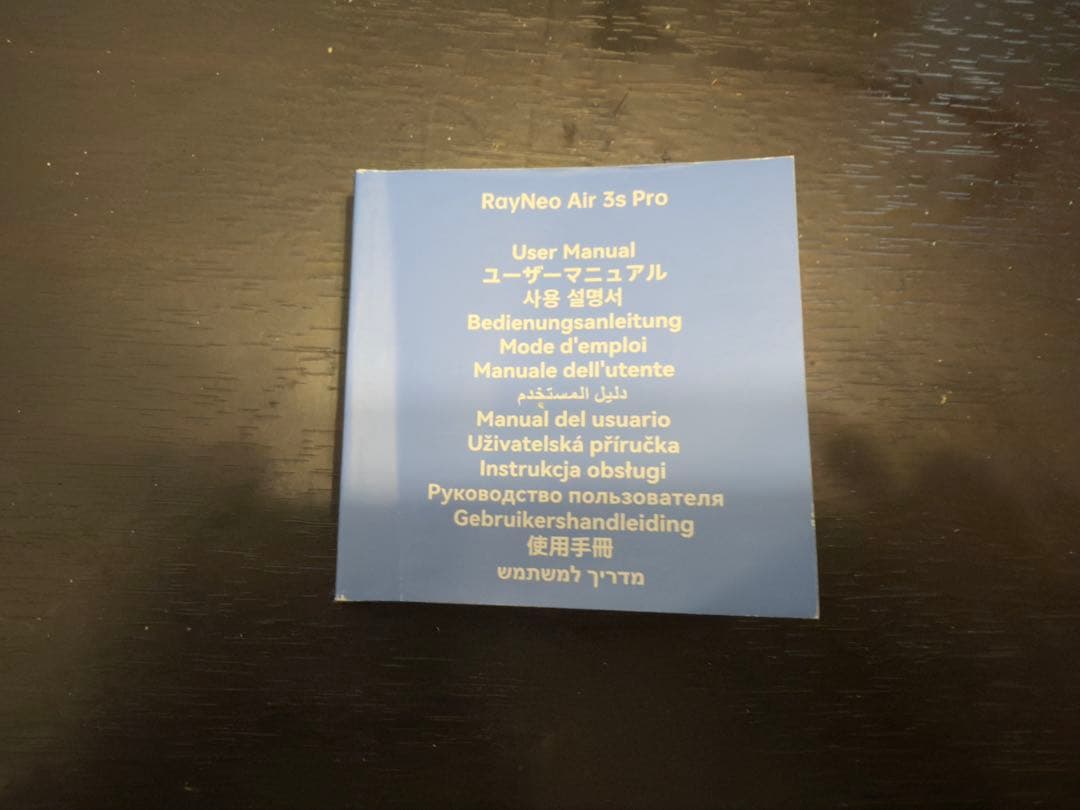 RayNeo Air 3s Pro
User Manual
ユーザーマニュアル
사용 설명서
Bedienungsanleitung
Mode d'emploi
Manuale dell'utente
دليل المستخدم
Manual del usuario
Uživatelská příručka
Instrukcja obsługi
Руководство пользователя
Gebruikershandleiding
使用手冊
מדריך למשתמש